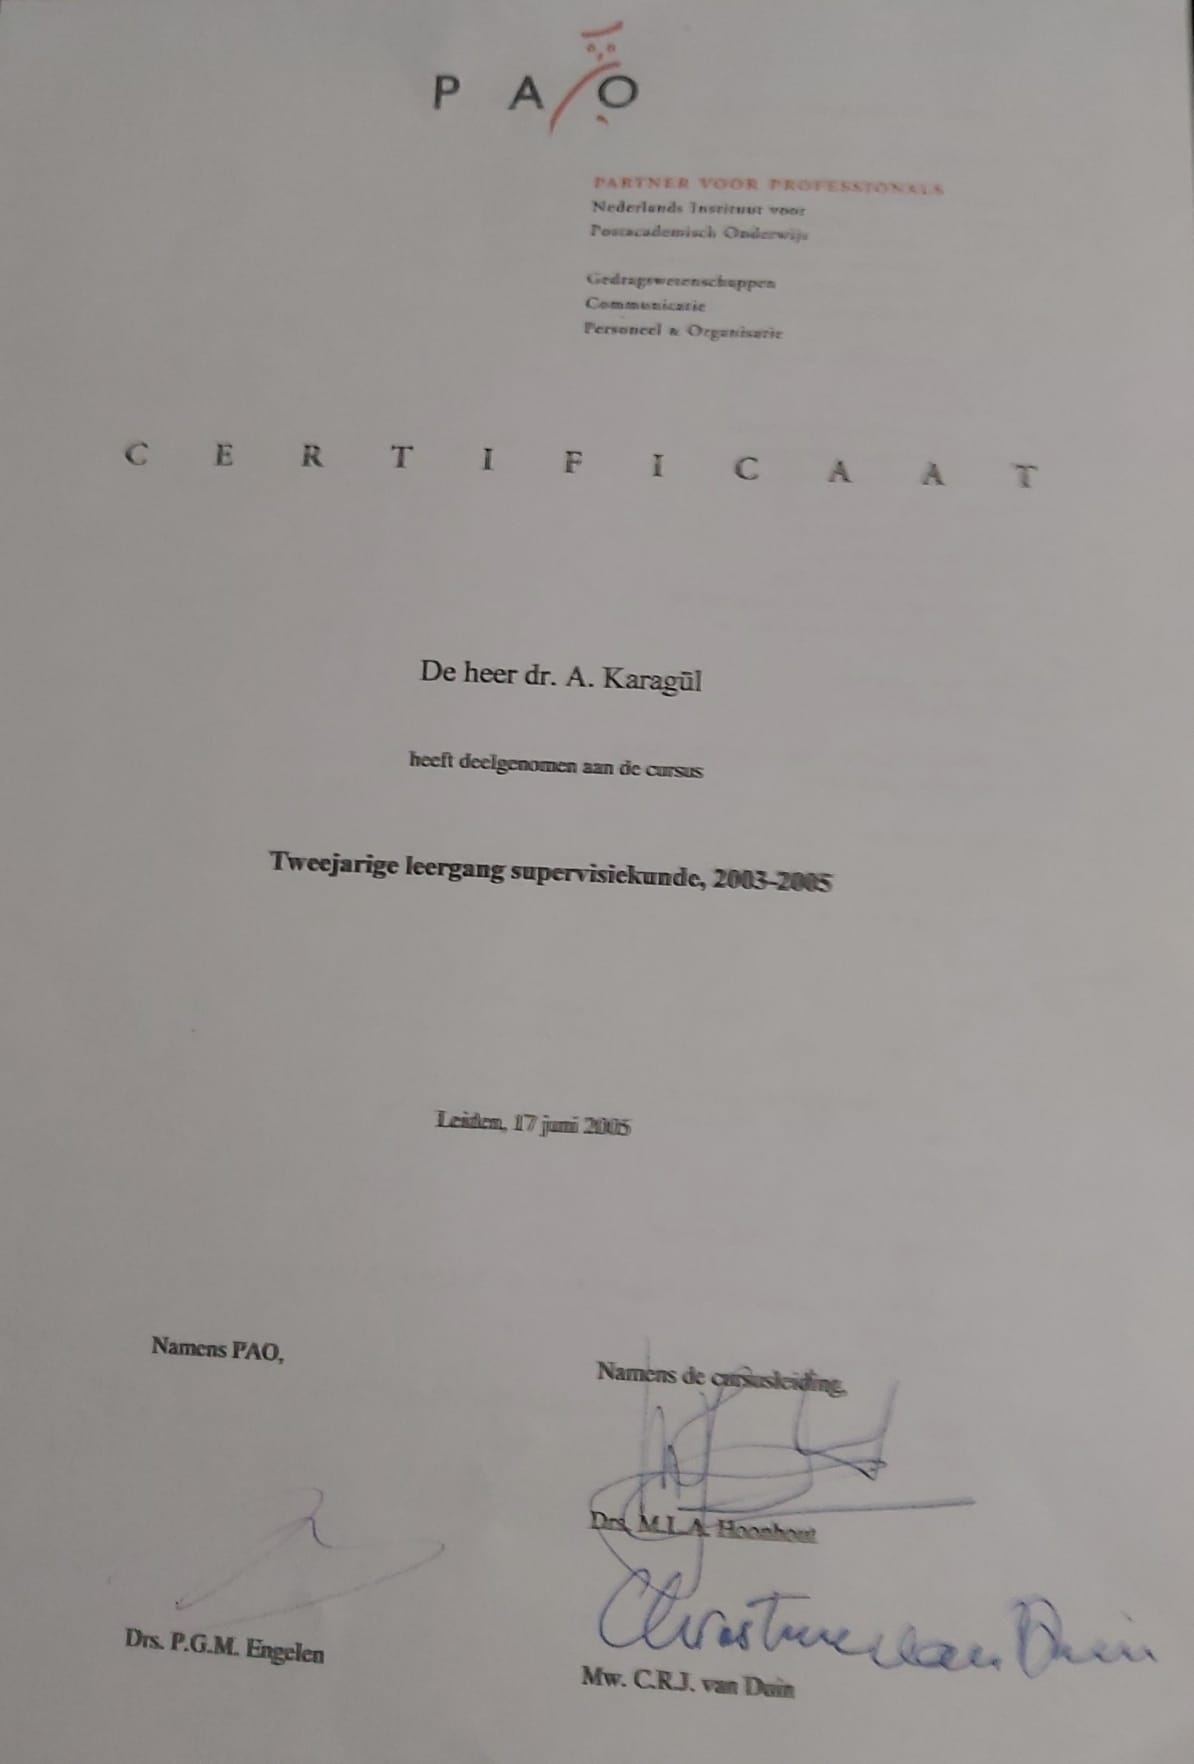 PAO
PARTNER VOOR PROFESSIONALS
Nederlands Instituut voor
Postacademisch Onderwijs
Gedragswetenschappen
Communicatie
Personeel & Organisatie
CERTIFICAAT
De heer dr. A. Karagül
heeft deelgenomen aan de cursus
Tweejarige leergang supervisiekunde, 2003-2005
Leiden, 17 juni 2005
Namens PAO,
Namens de cursusleiding,
Drs. M.L.A. Hoonhout
Christine van Duin
Drs. P.G.M. Engelen
Mw. C.R.J. van Duin